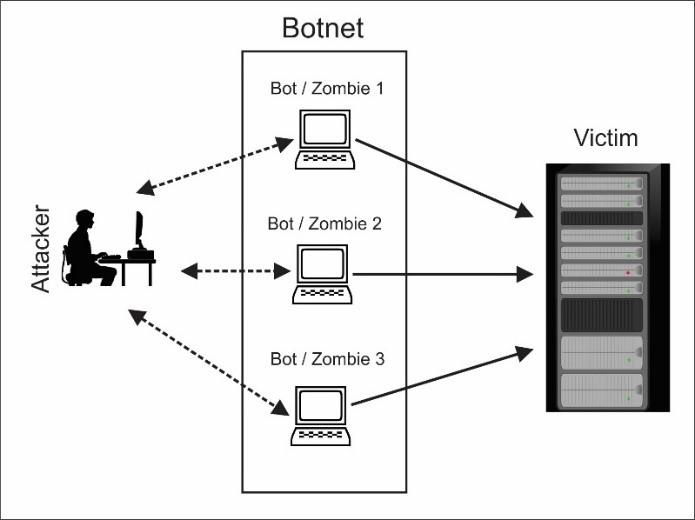 Botnet
Bot / Zombie 1
Victim
Bot / Zombie 2
Attacker
Bot / Zombie 3